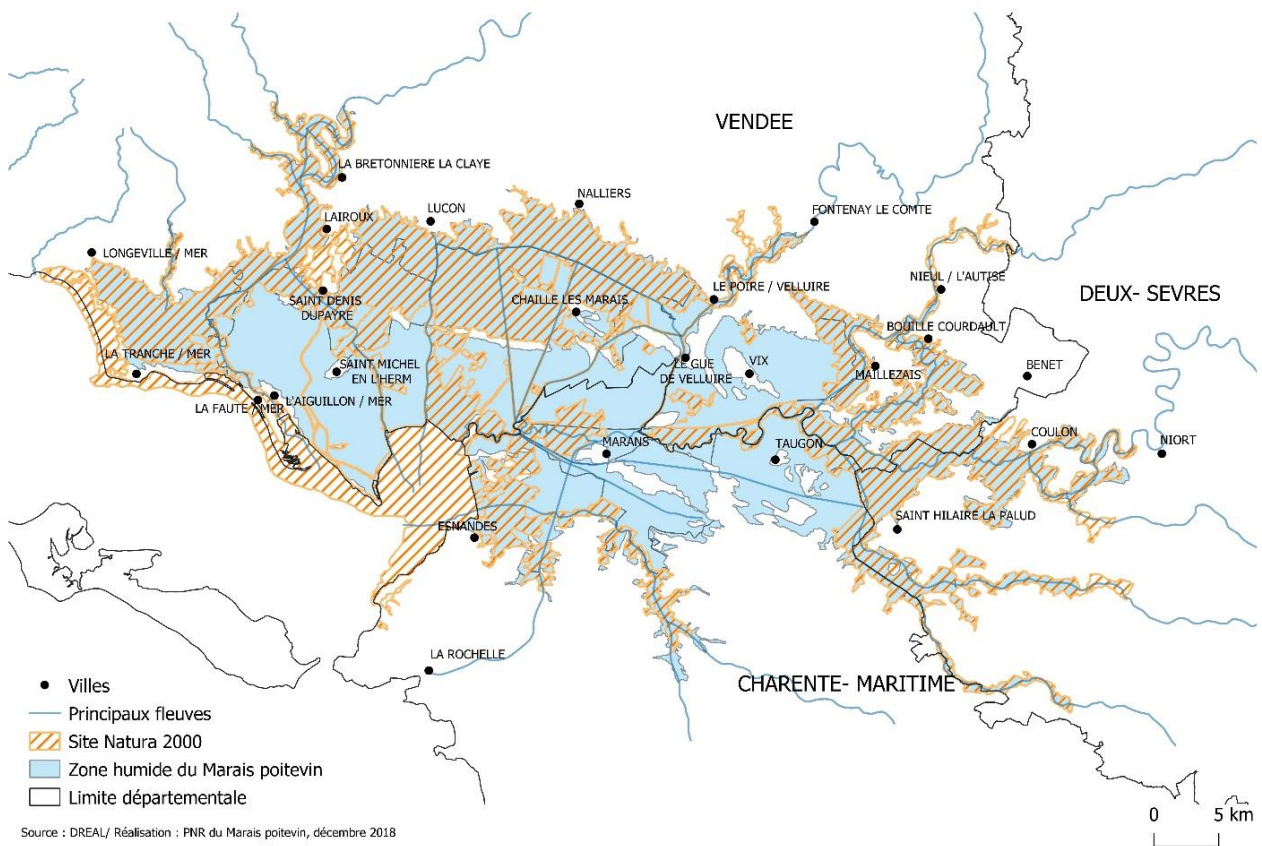 VENDEE
LA BRETONNIERE LA CLAYE
NALLIERS
LUCON
FONTENAY LE COMTE
LAIROUX
LONGEVILLE / MER
NIEUL / L'AUTISE
DEUX- SEVRES
SAINT DENIS
DUPAYRE
CHAILLE LES MARAIS
LE POIRE / VELLUIRE
BOUILLE COURDAULT
LA TRANCHE / MER
SAINT MICHEL
EN L'HERM
LE GUE
DE VELLUIRE
VIX
MAILLEZAIS
BENET
LA FAUTE / MER
L'AIGUILLON / MER
MARANS
TAUGON
COULON
NIORT
ESNANDES
SAINT HILAIRE LA PALUD
LA ROCHELLE
CHARENTE- MARITIME
Villes
Principaux fleuves
Site Natura 2000
Zone humide du Marais poitevin
Limite départementale
0 5 km
Source : DREAL/ Réalisation : PNR du Marais poitevin, décembre 2018